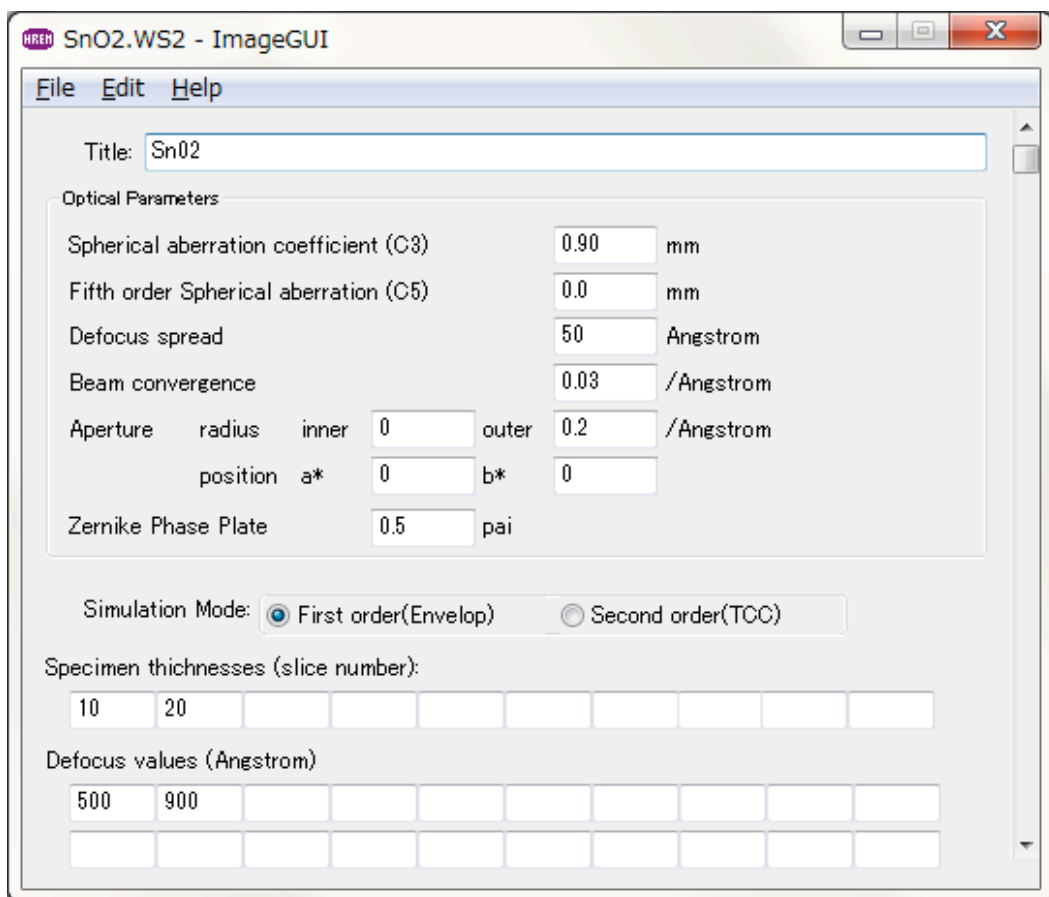 HREM SnO2.WS2 - ImageGUI
File Edit Help
Title: Sn02
Optical Parameters
Spherical aberration coefficient (C3) 0.90 mm
Fifth order Spherical aberration (C5) 0.0 mm
Defocus spread 50 Angstrom
Beam convergence 0.03 /Angstrom
Aperture radius inner 0 outer 0.2 /Angstrom
position a* 0 b* 0
Zernike Phase Plate 0.5 pai
Simulation Mode: First order(Envelop) Second order(TCC)
Specimen thichnesses (slice number):
10 20
Defocus values (Angstrom)
500 900